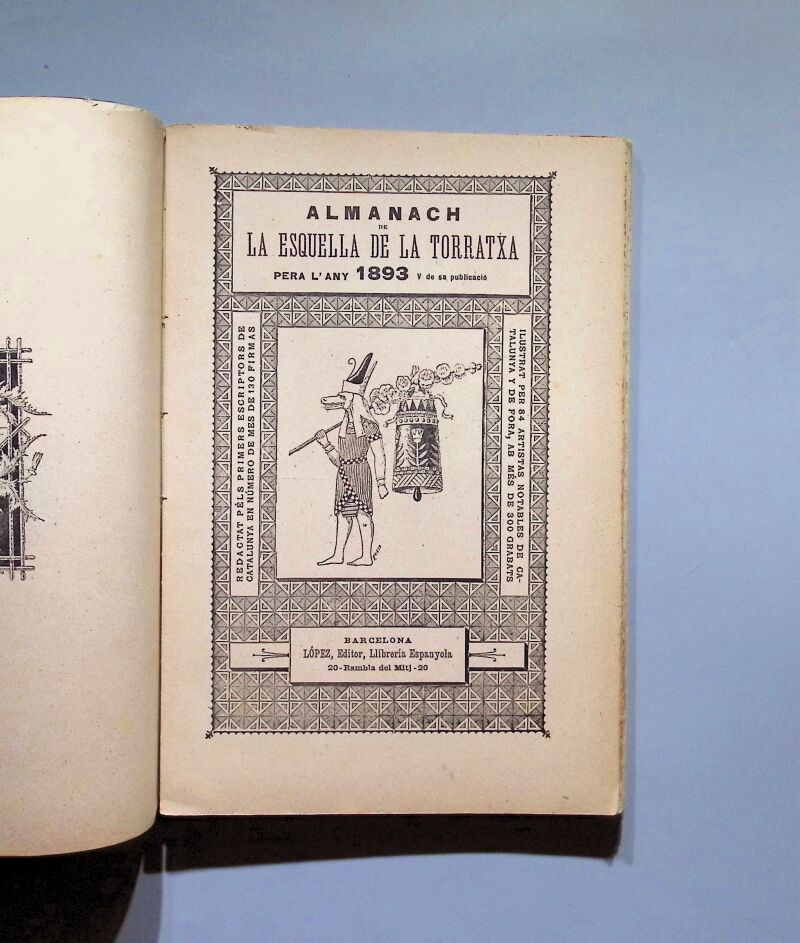 ALMANACH
DE
LA ESQUELLA DE LA TORRATXA
PERA L'ANY 1893 V de sa publicació
REDACTAT PÉLS PRIMERS ESCRIPTORS DE
CATALUNYA EN NÚMERO DE MES DE 130 FIRMAS
ILUSTRAT PER 84 ARTISTAS NOTABLES DE CA-
TALUNYA Y DE FORA, AB MÉS DE 300 GRABATS
BARCELONA
LÓPEZ, Editor, Llibrería Espanyola
20-Rambla del Mitj-20